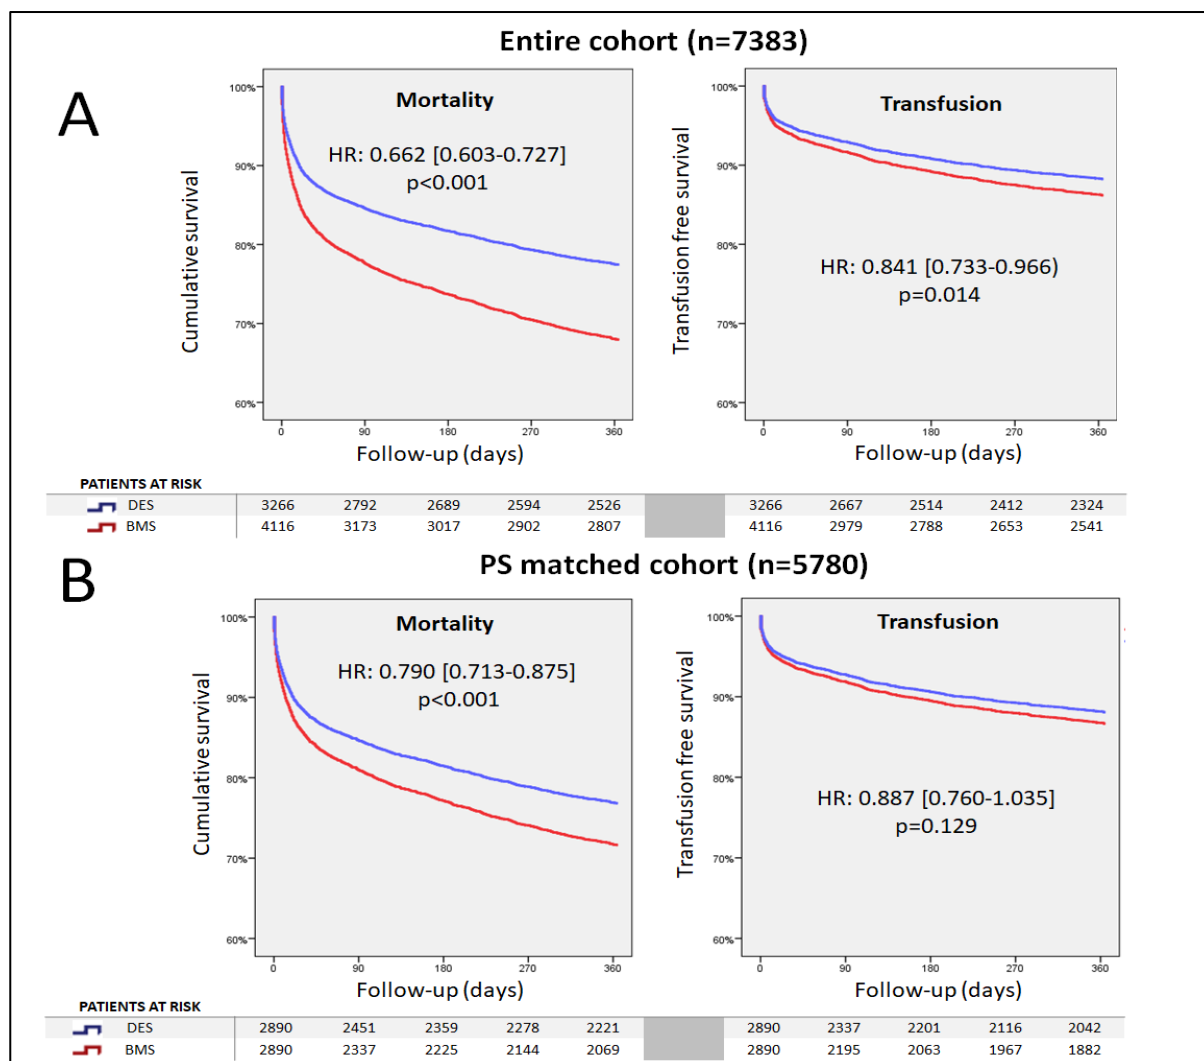 Entire cohort (n=7383)
A
Mortality
HR: 0.662 [0.603-0.727]
p<0.001
Cumulative survival
100%
90%
80%
70%
60%
0 90 180 270 360
Follow-up (days)
Transfusion
HR: 0.841 [0.733-0.966)
p=0.014
Transfusion free survival
100%
90%
80%
70%
60%
0 90 180 270 360
Follow-up (days)
PATIENTS AT RISK
DES 3266 2792 2689 2594 2526 3266 2667 2514 2412 2324
BMS 4116 3173 3017 2902 2807 4116 2979 2788 2653 2541
PS matched cohort (n=5780)
B
Mortality
HR: 0.790 [0.713-0.875]
p<0.001
Cumulative survival
100%
90%
80%
70%
60%
0 90 180 270 360
Follow-up (days)
Transfusion
HR: 0.887 [0.760-1.035]
p=0.129
Transfusion free survival
100%
90%
80%
70%
60%
0 90 180 270 360
Follow-up (days)
PATIENTS AT RISK
DES 2890 2451 2359 2278 2221 2890 2337 2201 2116 2042
BMS 2890 2337 2225 2144 2069 2890 2195 2063 1967 1882